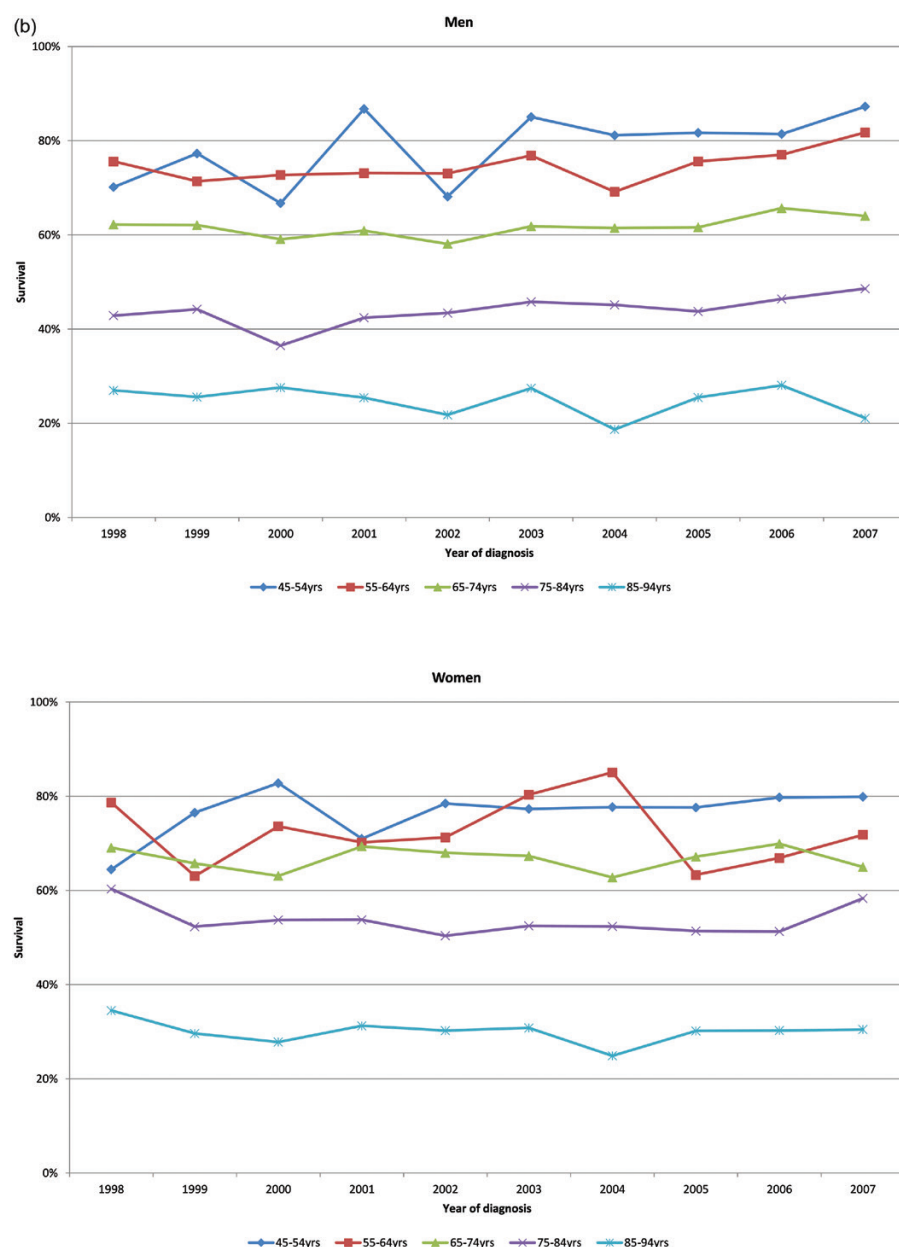 (b)
Men
100%
80%
60%
Survival
40%
20%
0%
1998 1999 2000 2001 2002 2003 2004 2005 2006 2007
Year of diagnosis
45-54yrs 55-64yrs 65-74yrs 75-84yrs 85-94yrs
Women
100%
80%
60%
Survival
40%
20%
0%
1998 1999 2000 2001 2002 2003 2004 2005 2006 2007
Year of diagnosis
45-54yrs 55-64yrs 65-74yrs 75-84yrs 85-94yrs